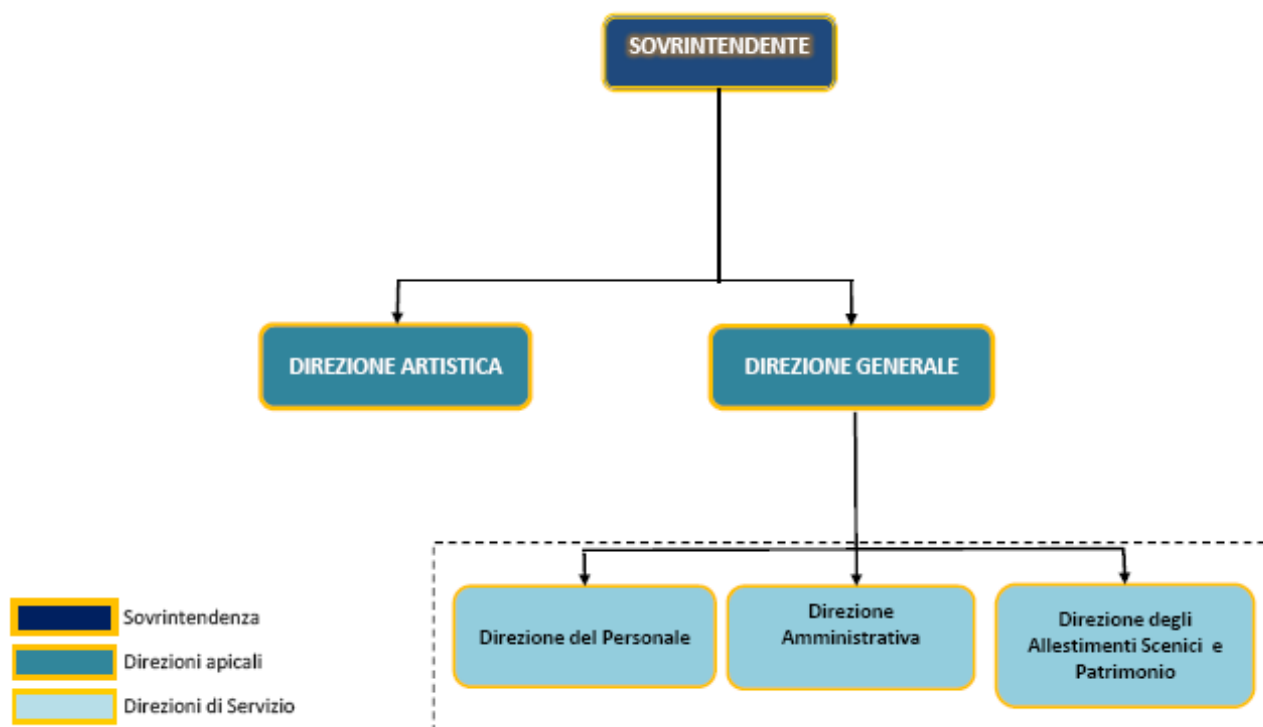 SOVRINTENDENTE
DIREZIONE ARTISTICA
DIREZIONE GENERALE
Direzione del Personale
Direzione
Amministrativa
Direzione degli
Allestimenti Scenici e
Patrimonio
Sovrintendenza
Direzioni apicali
Direzioni di Servizio